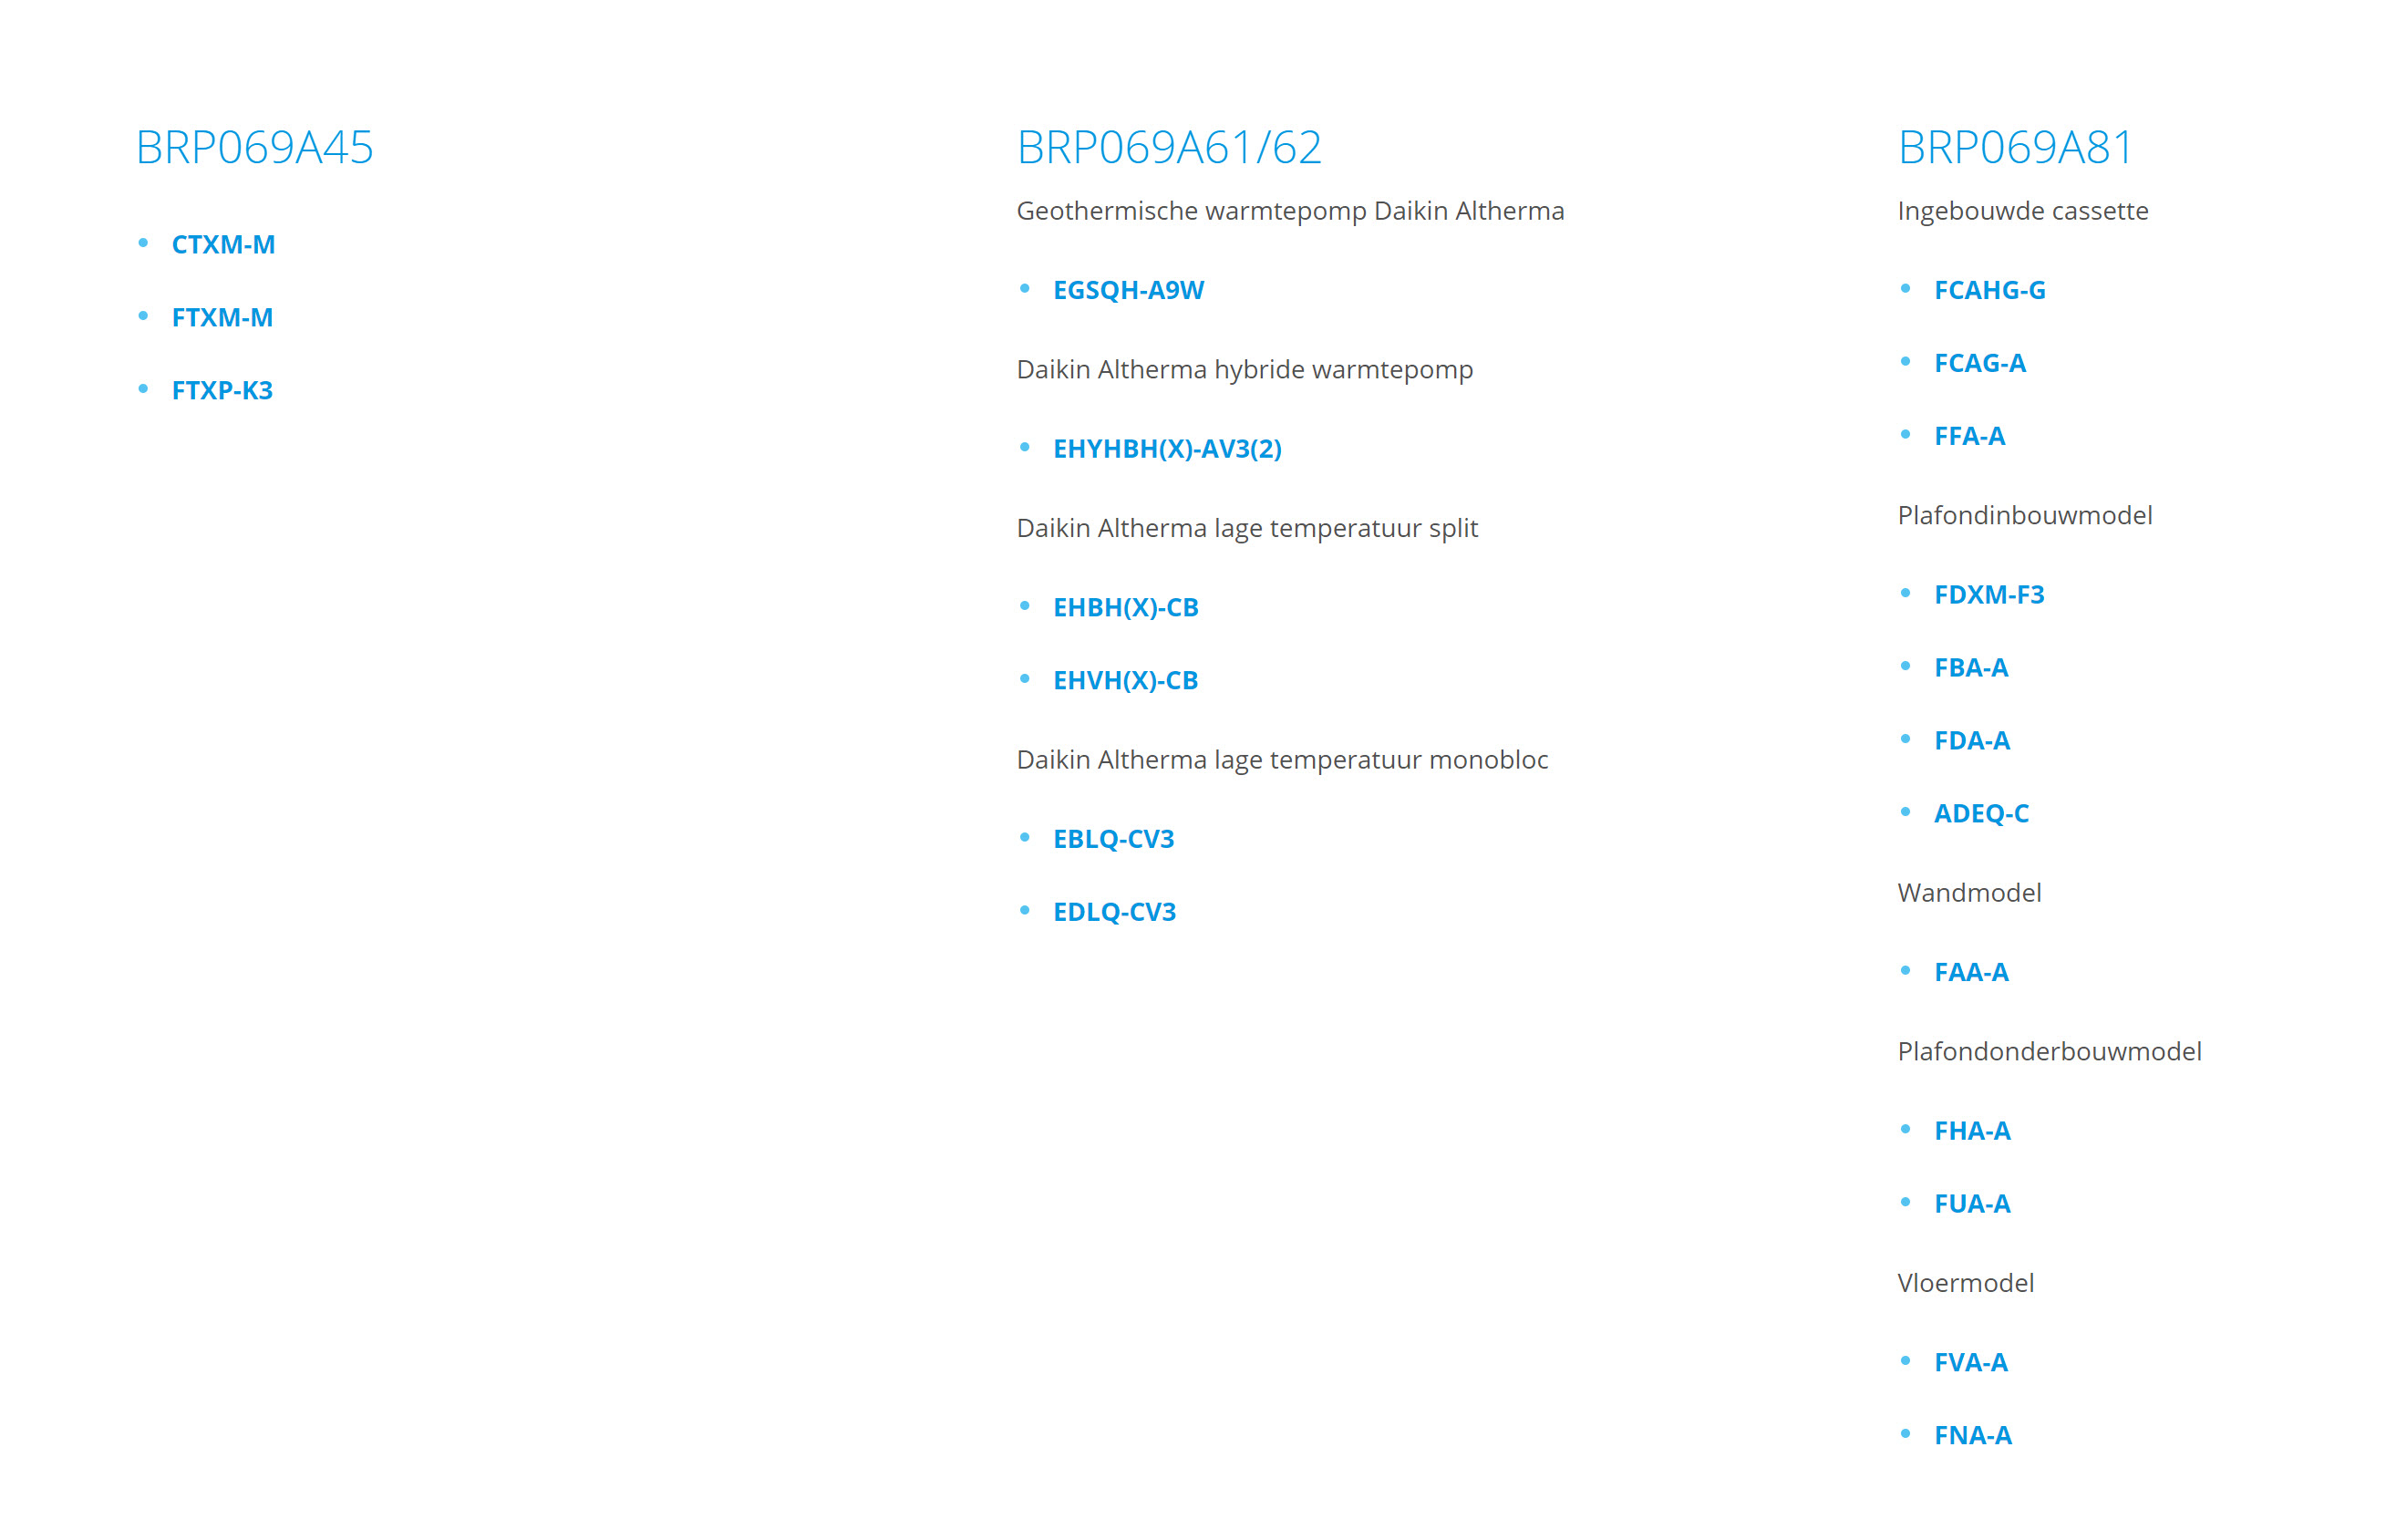 BRP069A45
CTXM-M
FTXM-M
FTXP-K3
BRP069A61/62
Geothermische warmtepomp Daikin Altherma
EGSQH-A9W
Daikin Altherma hybride warmtepomp
EHYHBH(X)-AV3(2)
Daikin Altherma lage temperatuur split
EHBH(X)-CB
EHVH(X)-CB
Daikin Altherma lage temperatuur monobloc
EBLQ-CV3
EDLQ-CV3
BRP069A81
Ingebouwde cassette
FCAHG-G
FCAG-A
FFA-A
Plafondinbouwmodel
FDXM-F3
FBA-A
FDA-A
ADEQ-C
Wandmodel
FAA-A
Plafondonderbouwmodel
FHA-A
FUA-A
Vloermodel
FVA-A
FNA-A